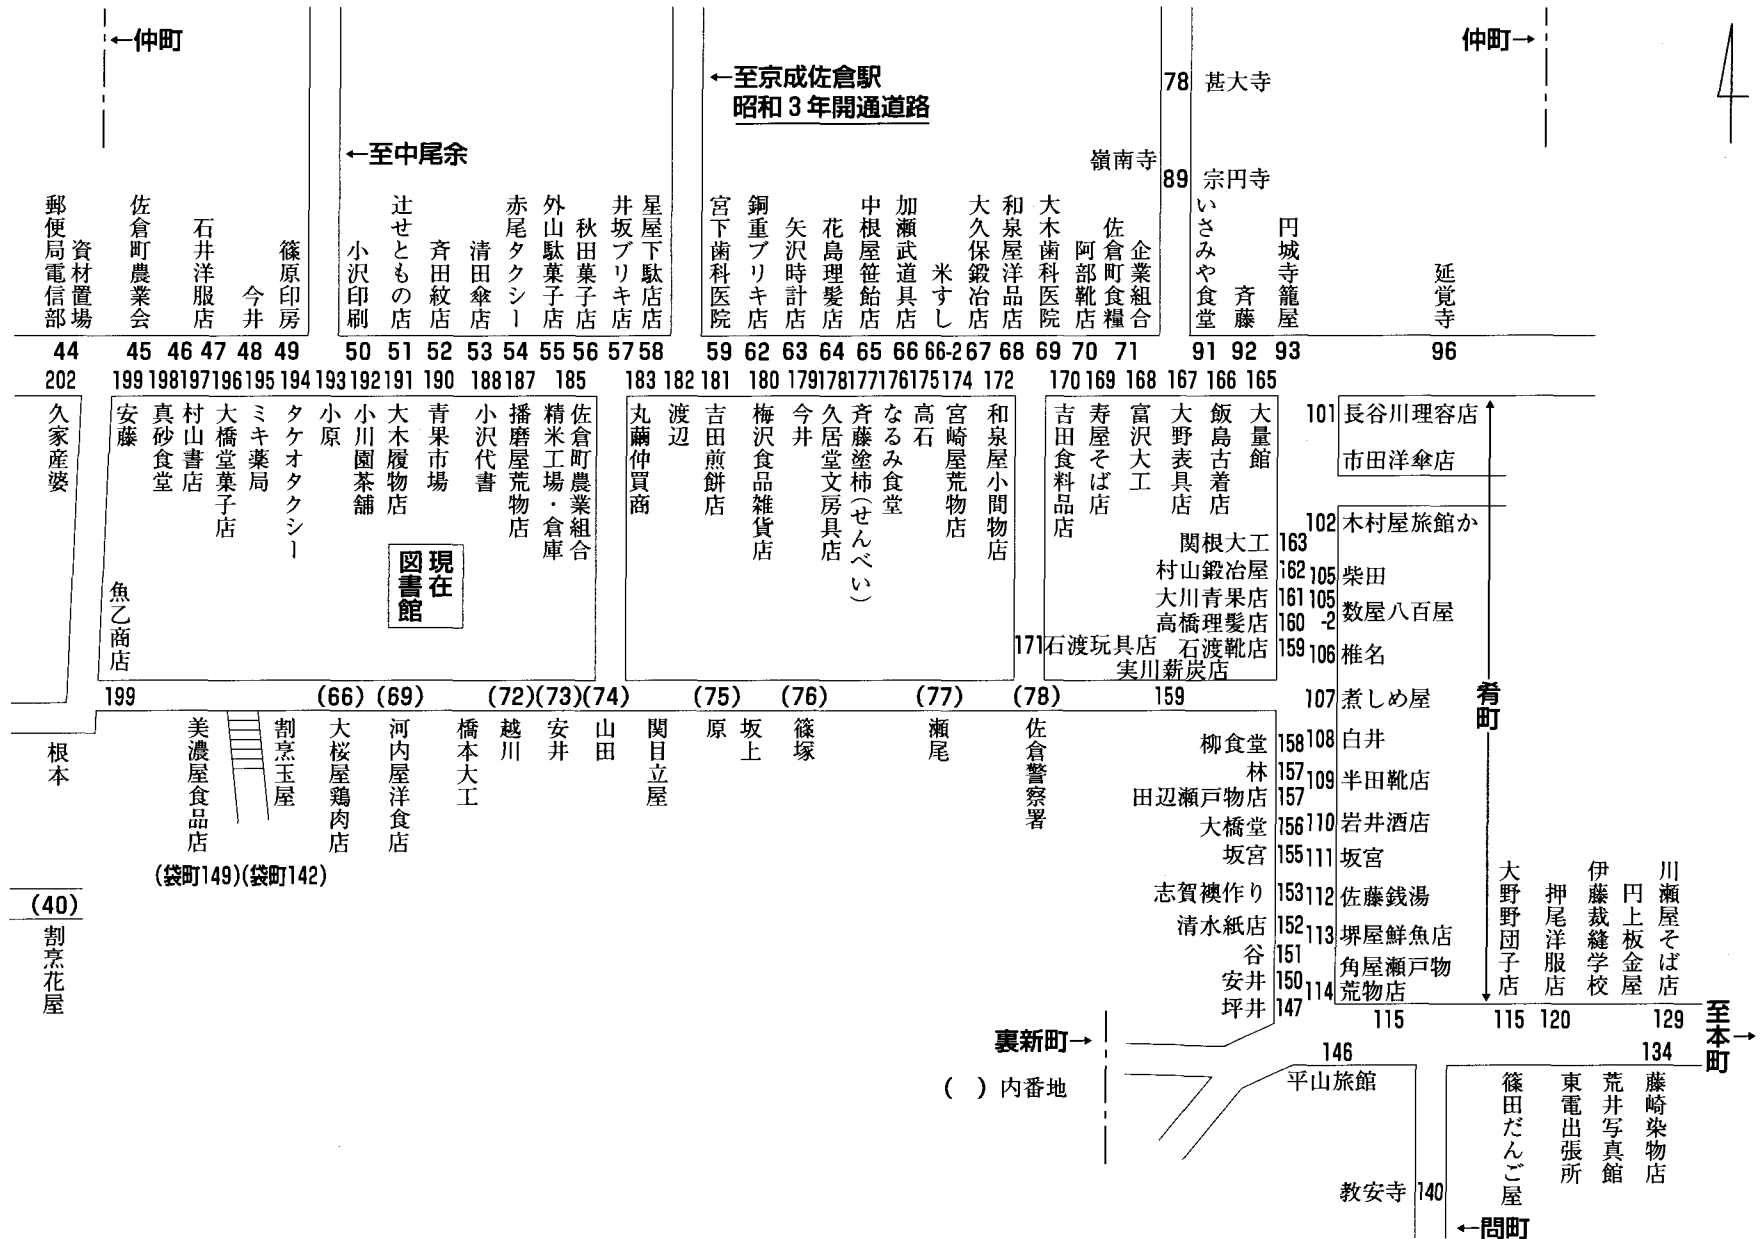 ←仲町
仲町→
←至京成佐倉駅
昭和3年開通道路
←至中尾余
78 甚大寺
嶺南寺
89 宗円寺
郵便局電信部
資材置場
佐倉町農業会
石井洋服店
今井
篠原印房
小沢印刷
辻せともの店
斉田紋店
清田傘店
赤尾タクシー
外山駄菓子店
秋田菓子店
井坂ブリキ店
星屋下駄店
宮下歯科医院
銅重ブリキ店
矢沢時計店
花島理髪店
中根屋笹飴店
加瀬武道具店
米すし
大久保鍛冶店
和泉屋洋品店
大木歯科医院
阿部靴店
佐倉町食糧
企業組合
いさみや食堂
斉藤
円城寺籠屋
延覚寺
44 45 46 47 48 49 50 51 52 53 54 55 56 57 58 59 62 63 64 65 66 66-2 67 68 69 70 71 91 92 93 96
202 199 198 197 196 195 194 193 192 191 190 188 187 185 183 182 181 180 179 178 177 176 175 174 172 170 169 168 167 166 165
久家産婆
安藤
真砂食堂
村山書店
大橋堂菓子店
ミキ薬局
タケオタクシー
小原
小川園茶舗
大木履物店
青果市場
小沢代書
播磨屋荒物店
精米工場・倉庫
佐倉町農業組合
丸繭仲買商
渡辺
吉田煎餅店
梅沢食品雑貨店
今井
久居堂文房具店
斉藤塗柿(せんべい)
なるみ食堂
高石
宮崎屋荒物店
和泉屋小間物店
吉田食料品店
寿屋そば店
富沢大工
大野表具店
飯島古着店
大量館
魚乙商店
現在
図書館
関根大工 163
村山鍛冶屋 162
大川青果店 161
高橋理髪店 160
171 石渡玩具店
石渡靴店 159
実川薪炭店
101 長谷川理容店
市田洋傘店
102 木村屋旅館か
105 柴田
105-2 数屋八百屋
106 椎名
107 煮しめ屋
108 白井
109 半田靴店
110 岩井酒店
111 坂宮
112 佐藤銭湯
113 堺屋鮮魚店
角屋瀬戸物
114 荒物店
肴町
199 (66) (69) (72) (73) (74) (75) (76) (77) (78) 159
根本
美濃屋食品店
割烹玉屋
大桜屋鶏肉店
河内屋洋食店
橋本大工
越川
安井
山田
関目立屋
原
坂上
篠塚
瀬尾
佐倉警察署
(袋町149)(袋町142)
(40)
割烹花屋
柳食堂 158
林 157
田辺瀬戸物店 157
大橋堂 156
坂宮 155
志賀襖作り 153
清水紙店 152
谷 151
安井 150
坪井 147
大野野団子店
押尾洋服店
伊藤裁縫学校
円上板金屋
川瀬屋そば店
115 115 120 129
至本町→
裏新町→
( )内番地
146 134
平山旅館
篠田だんご屋
東電出張所
荒井写真館
藤崎染物店
教安寺 140
←間町